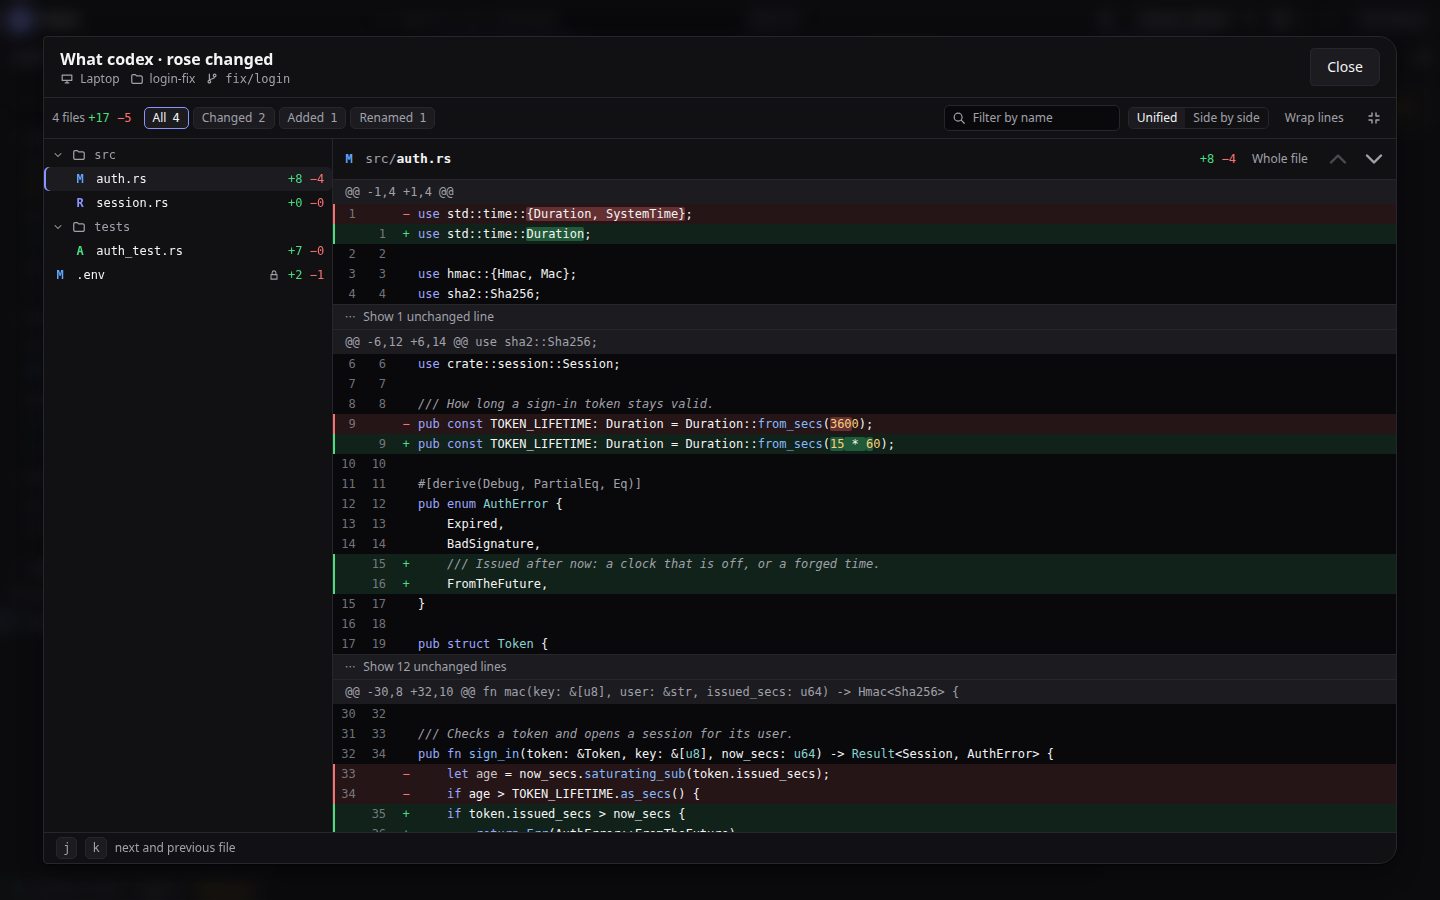 What codex · rose changed
Laptop login-fix fix/login
Close
4 files +17 −5 All 4 Changed 2 Added 1 Renamed 1
Filter by name Unified Side by side Wrap lines
src
M auth.rs +8 −4
R session.rs +0 −0
tests
A auth_test.rs +7 −0
M .env +2 −1
M src/auth.rs +8 −4 Whole file
@@ -1,4 +1,4 @@
1 − use std::time::{Duration, SystemTime};
1 + use std::time::Duration;
2 2
3 3 use hmac::{Hmac, Mac};
4 4 use sha2::Sha256;
··· Show 1 unchanged line
@@ -6,12 +6,14 @@ use sha2::Sha256;
6 6 use crate::session::Session;
7 7
8 8 /// How long a sign-in token stays valid.
9 − pub const TOKEN_LIFETIME: Duration = Duration::from_secs(3600);
9 + pub const TOKEN_LIFETIME: Duration = Duration::from_secs(15 * 60);
10 10
11 11 #[derive(Debug, PartialEq, Eq)]
12 12 pub enum AuthError {
13 13 Expired,
14 14 BadSignature,
15 + /// Issued after now: a clock that is off, or a forged time.
16 + FromTheFuture,
15 17 }
16 18
17 19 pub struct Token {
··· Show 12 unchanged lines
@@ -30,8 +32,10 @@ fn mac(key: &[u8], user: &str, issued_secs: u64) -> Hmac<Sha256> {
30 32
31 33 /// Checks a token and opens a session for its user.
32 34 pub fn sign_in(token: &Token, key: &[u8], now_secs: u64) -> Result<Session, AuthError> {
33 − let age = now_secs.saturating_sub(token.issued_secs);
34 − if age > TOKEN_LIFETIME.as_secs() {
35 + if token.issued_secs > now_secs {
j k next and previous file